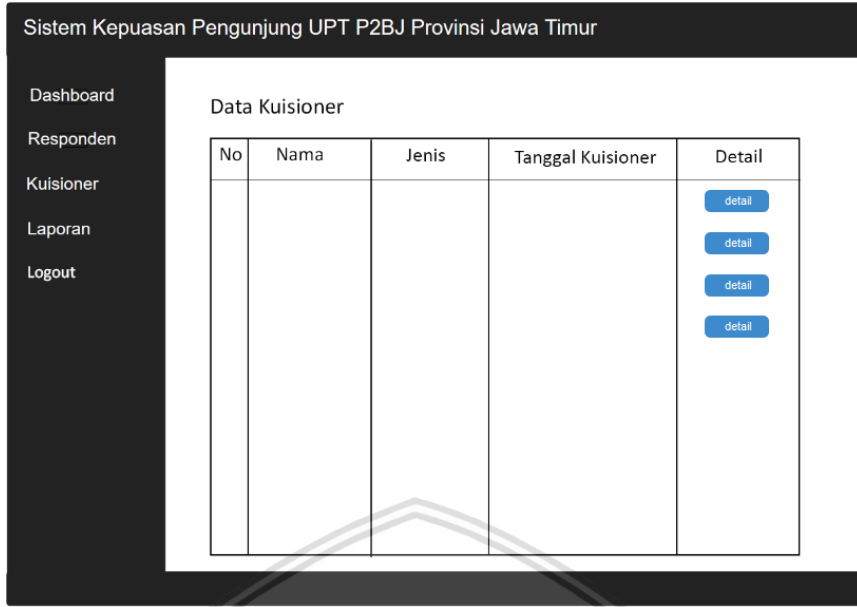 Sistem Kepuasan Pengunjung UPT P2BJ Provinsi Jawa Timur
Dashboard
Responden
Kuisioner
Laporan
Logout
Data Kuisioner
No Nama Jenis Tanggal Kuisioner Detail
detail
detail
detail
detail